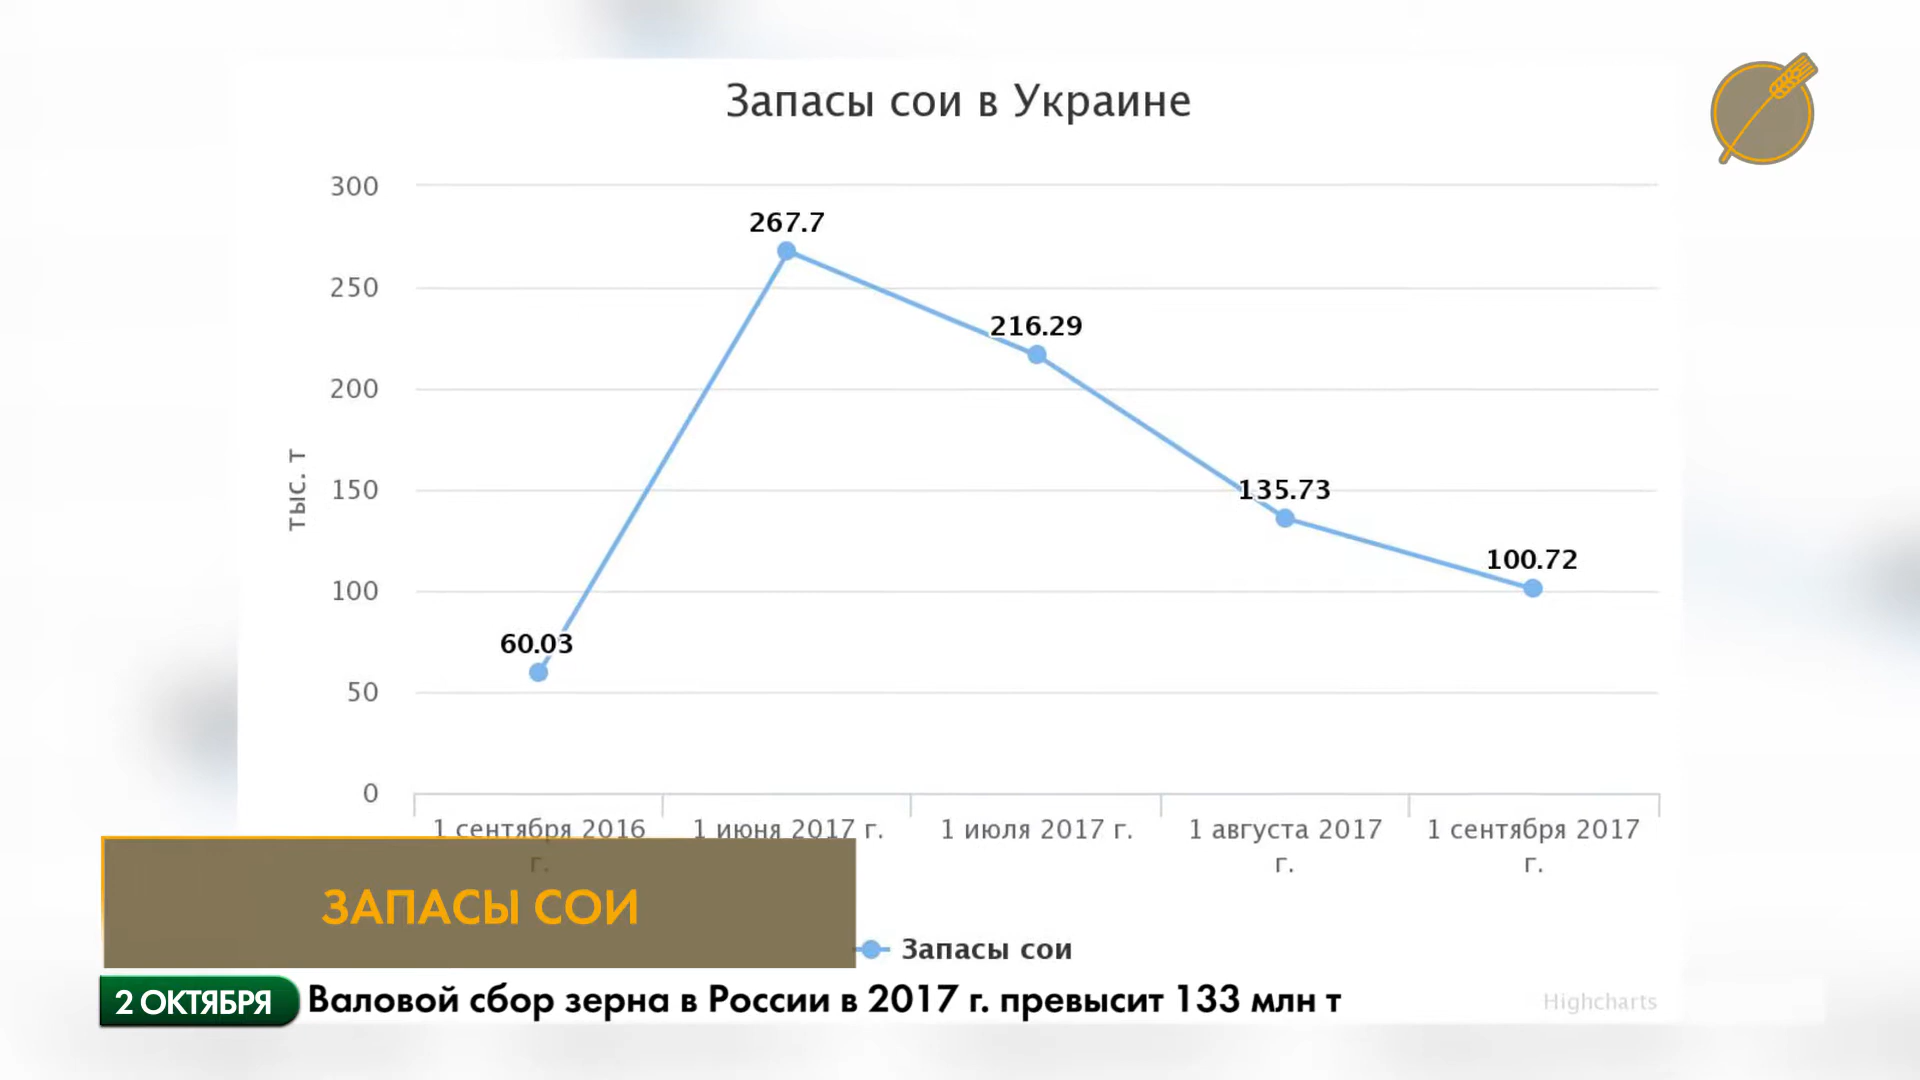 Запасы сои в Украине
300
250
200
150
100
50
0
тыс. т
267.7
216.29
135.73
100.72
60.03
1 сентября 2016 г.
1 июня 2017 г.
1 июля 2017 г.
1 августа 2017 г.
1 сентября 2017 г.
ЗАПАСЫ СОИ
Запасы сои
2 ОКТЯБРЯ
Валовой сбор зерна в России в 2017 г. превысит 133 млн т
Highcharts